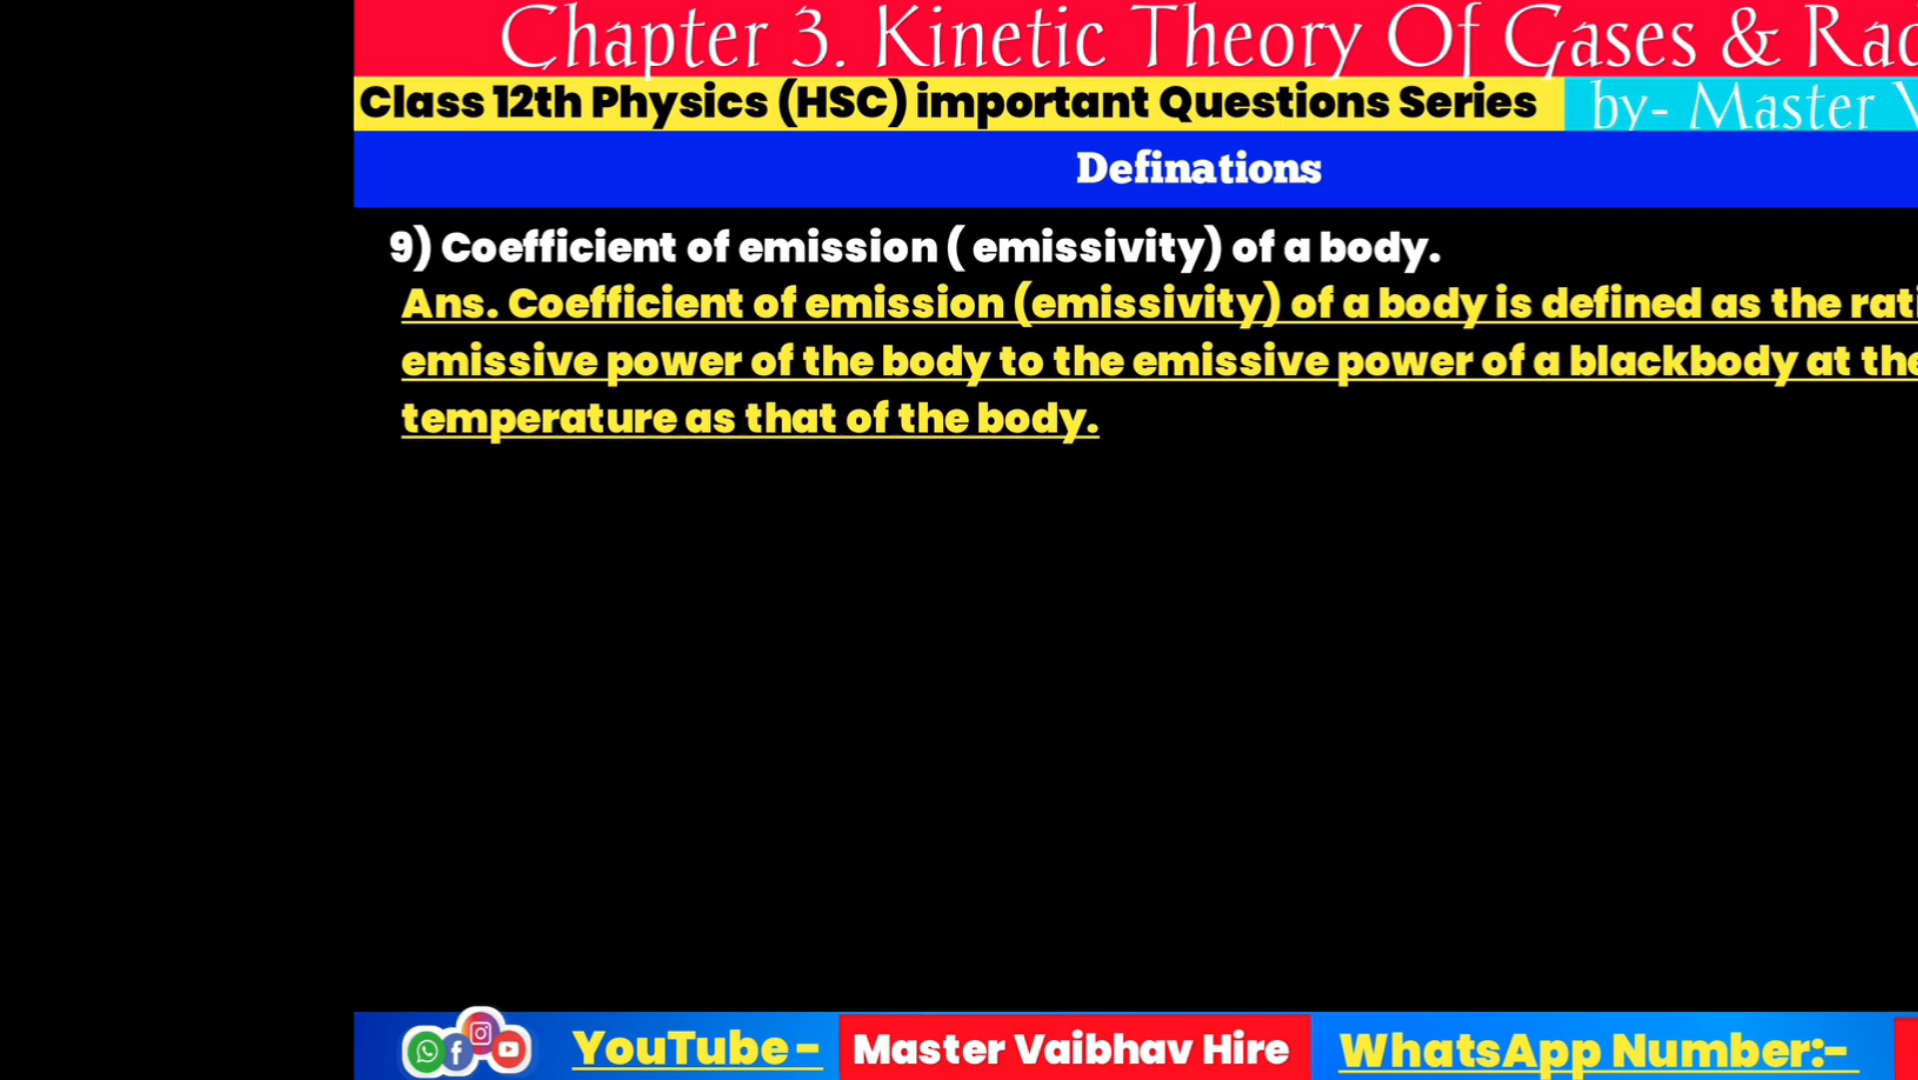 Chapter 3. Kinetic Theory Of Gases &
Class 12th Physics (HSC) important Questions Series
by- Master
Definations
9) Coefficient of emission ( emissivity) of a body.
Ans. Coefficient of emission (emissivity) of a body is defined as the
emissive power of the body to the emissive power of a blackbody at the
temperature as that of the body.
YouTube - Master Vaibhav Hire WhatsApp Number:-